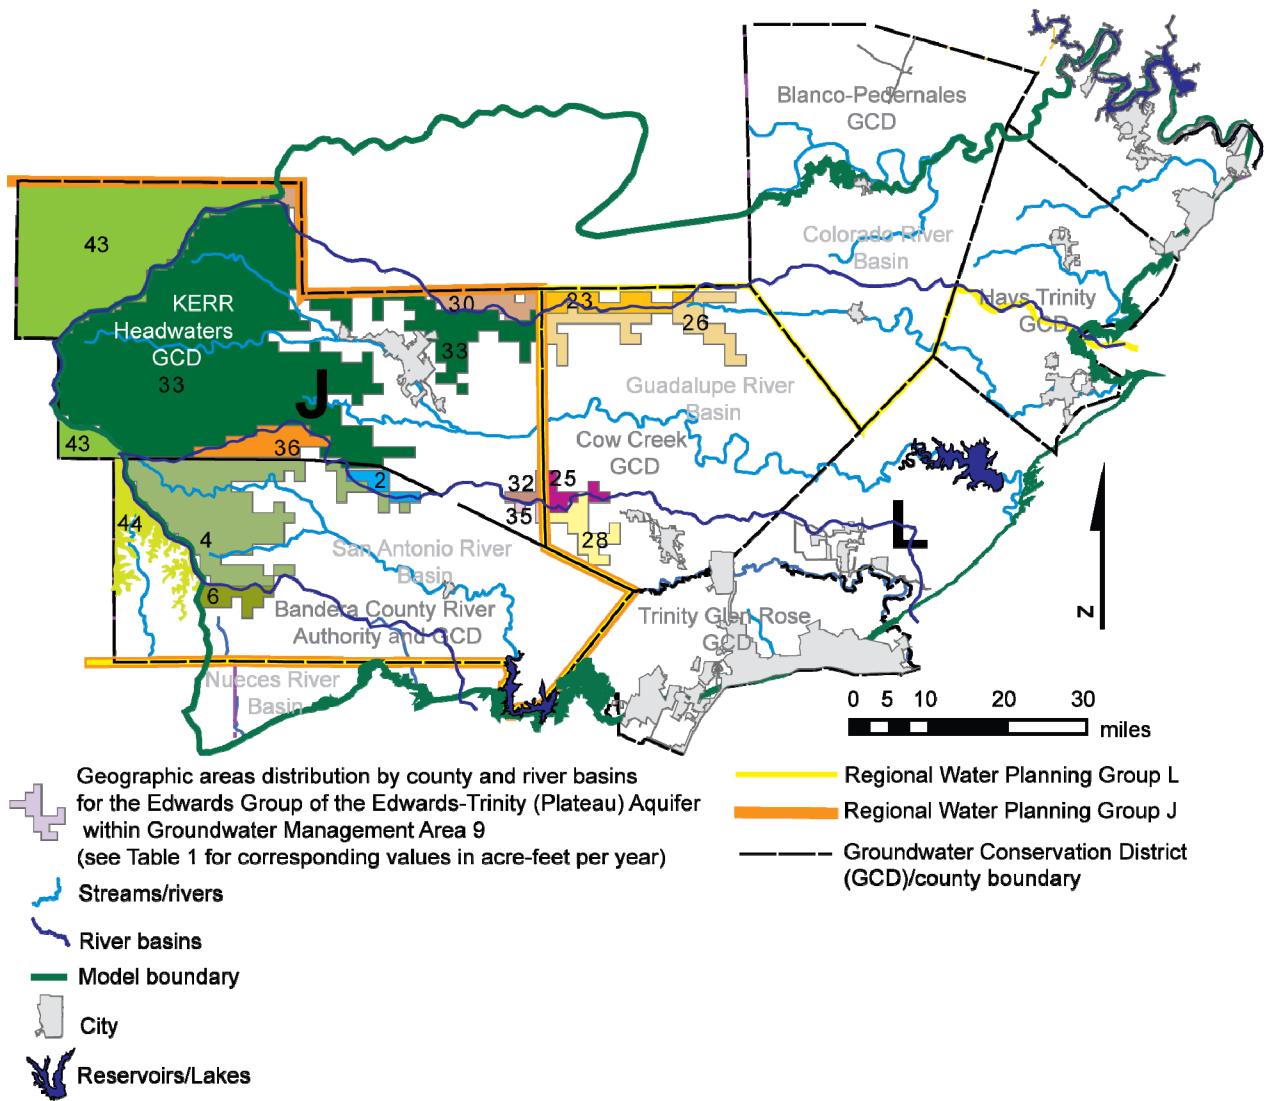 Blanco-Pedernales
GCD
Colorado River
Basin
Hays Trinity
GCD
43
KERR
Headwaters
GCD
33
30
23
26
33
J
Guadalupe River
Basin
Cow Creek
GCD
43
36
2
32
25
35
28
L
44
4
6
San Antonio River
Basin
Bandera County River
Authority and GCD
Trinity Glen Rose
GCD
Nueces River
Basin
N
0 5 10 20 30
miles
Geographic areas distribution by county and river basins
for the Edwards Group of the Edwards-Trinity (Plateau) Aquifer
within Groundwater Management Area 9
(see Table 1 for corresponding values in acre-feet per year)
Streams/rivers
River basins
Model boundary
City
Reservoirs/Lakes
Regional Water Planning Group L
Regional Water Planning Group J
Groundwater Conservation District
(GCD)/county boundary